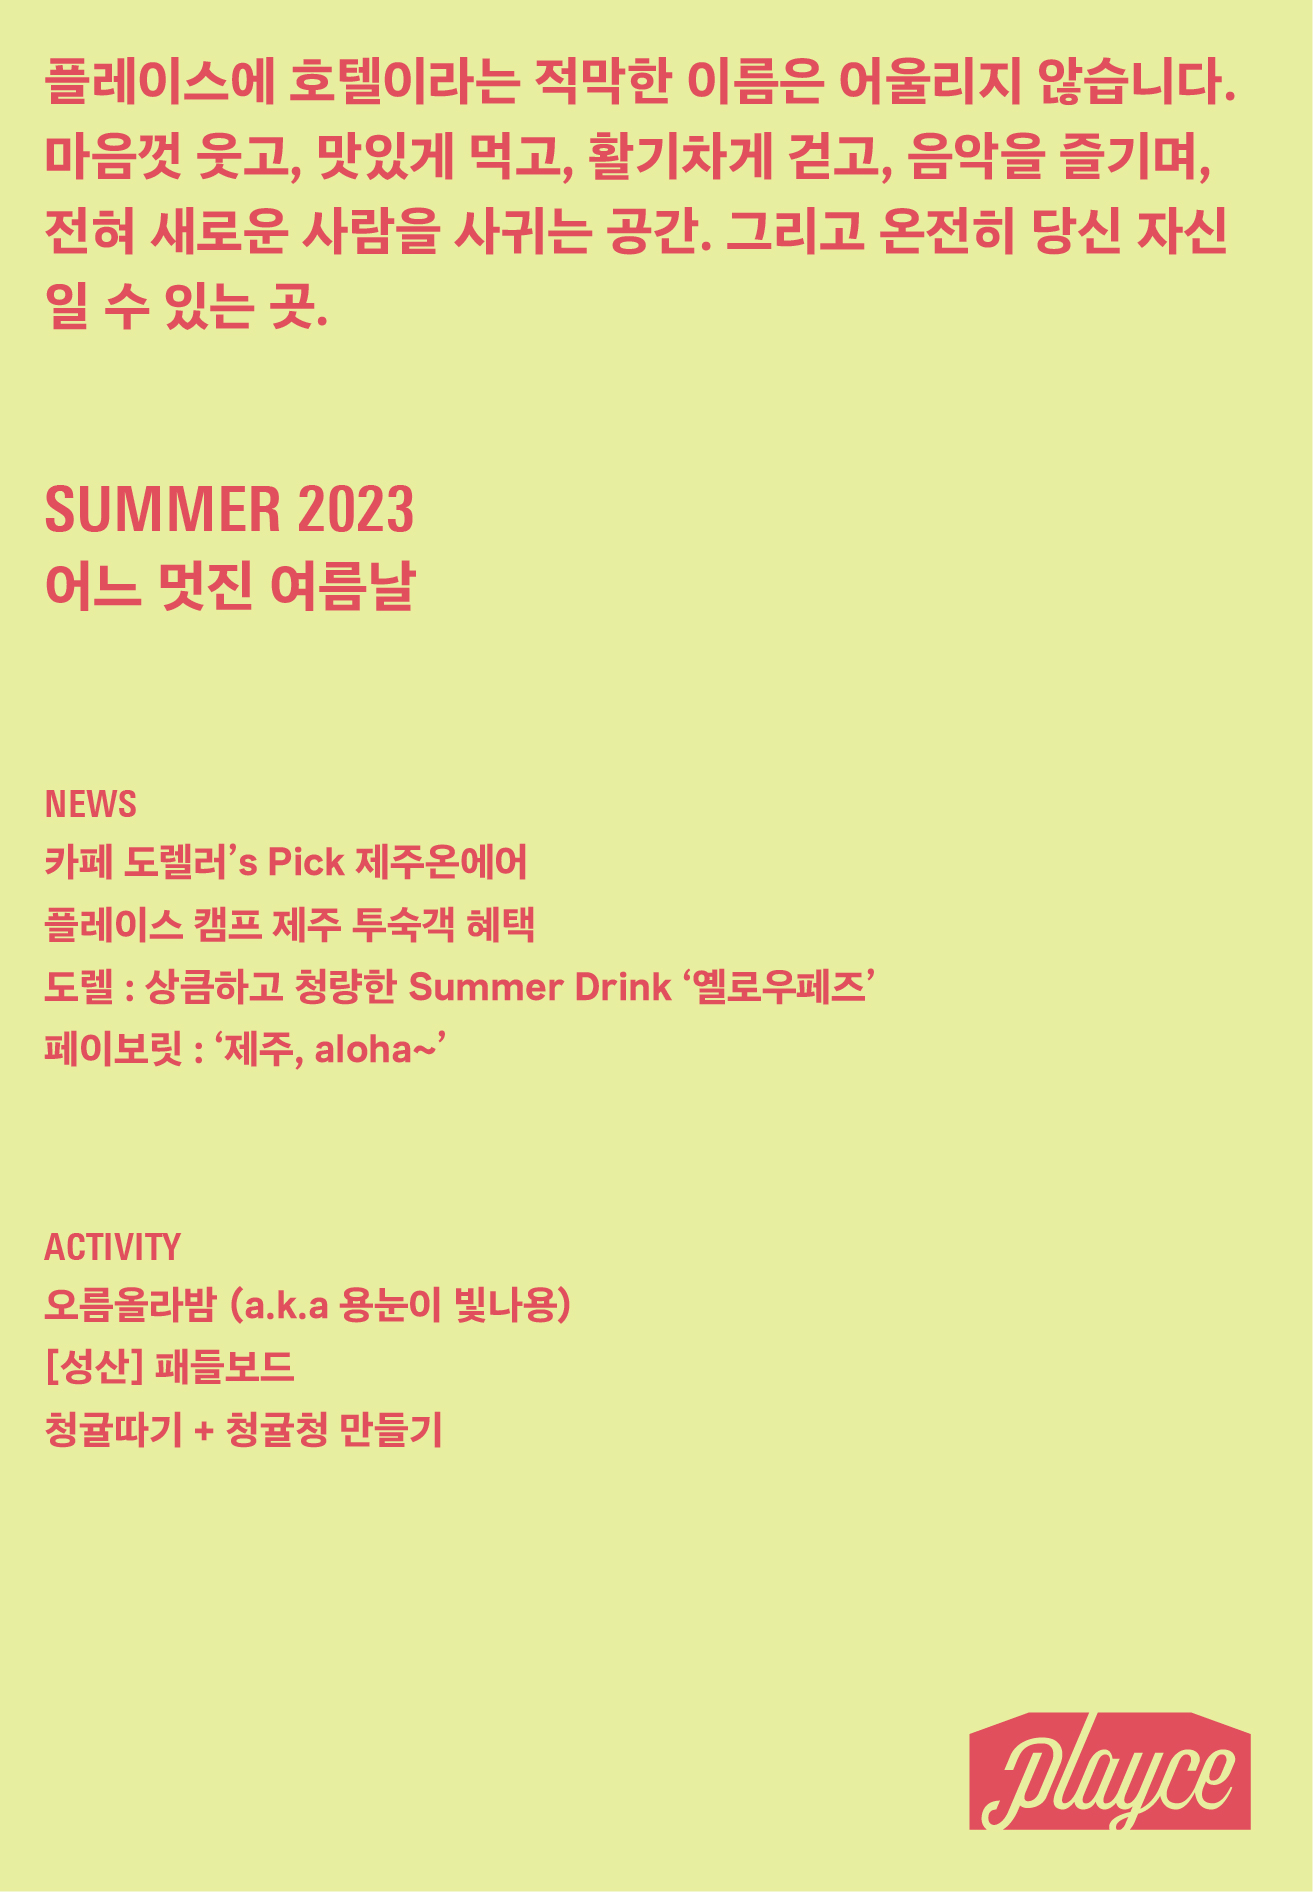 플레이스에 호텔이라는 적막한 이름은 어울리지 않습니다.
마음껏 웃고, 맛있게 먹고, 활기차게 걷고, 음악을 즐기며,
전혀 새로운 사람을 사귀는 공간. 그리고 온전히 당신 자신
일 수 있는 곳.
SUMMER 2023
어느 멋진 여름날
NEWS
카페 도렐러’s Pick 제주온에어
플레이스 캠프 제주 투숙객 혜택
도렐 : 상큼하고 청량한 Summer Drink ‘옐로우페즈’
페이보릿 : ‘제주, aloha~’
ACTIVITY
오름올라밤 (a.k.a 용눈이 빛나용)
[성산] 패들보드
청귤따기 + 청귤청 만들기
playce